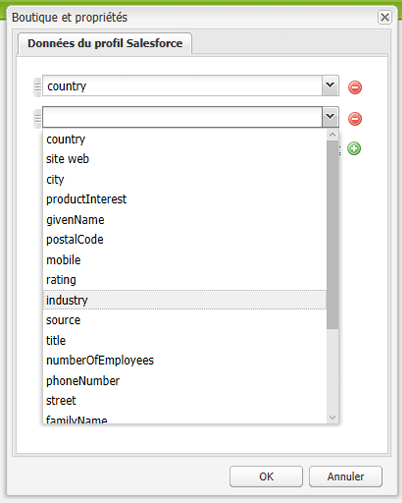 Boutique et propriétés
Données du profil Salesforce
country
country
site web
city
productInterest
givenName
postalCode
mobile
rating
industry
source
title
numberOfEmployees
phoneNumber
street
familyName
OK
Annuler